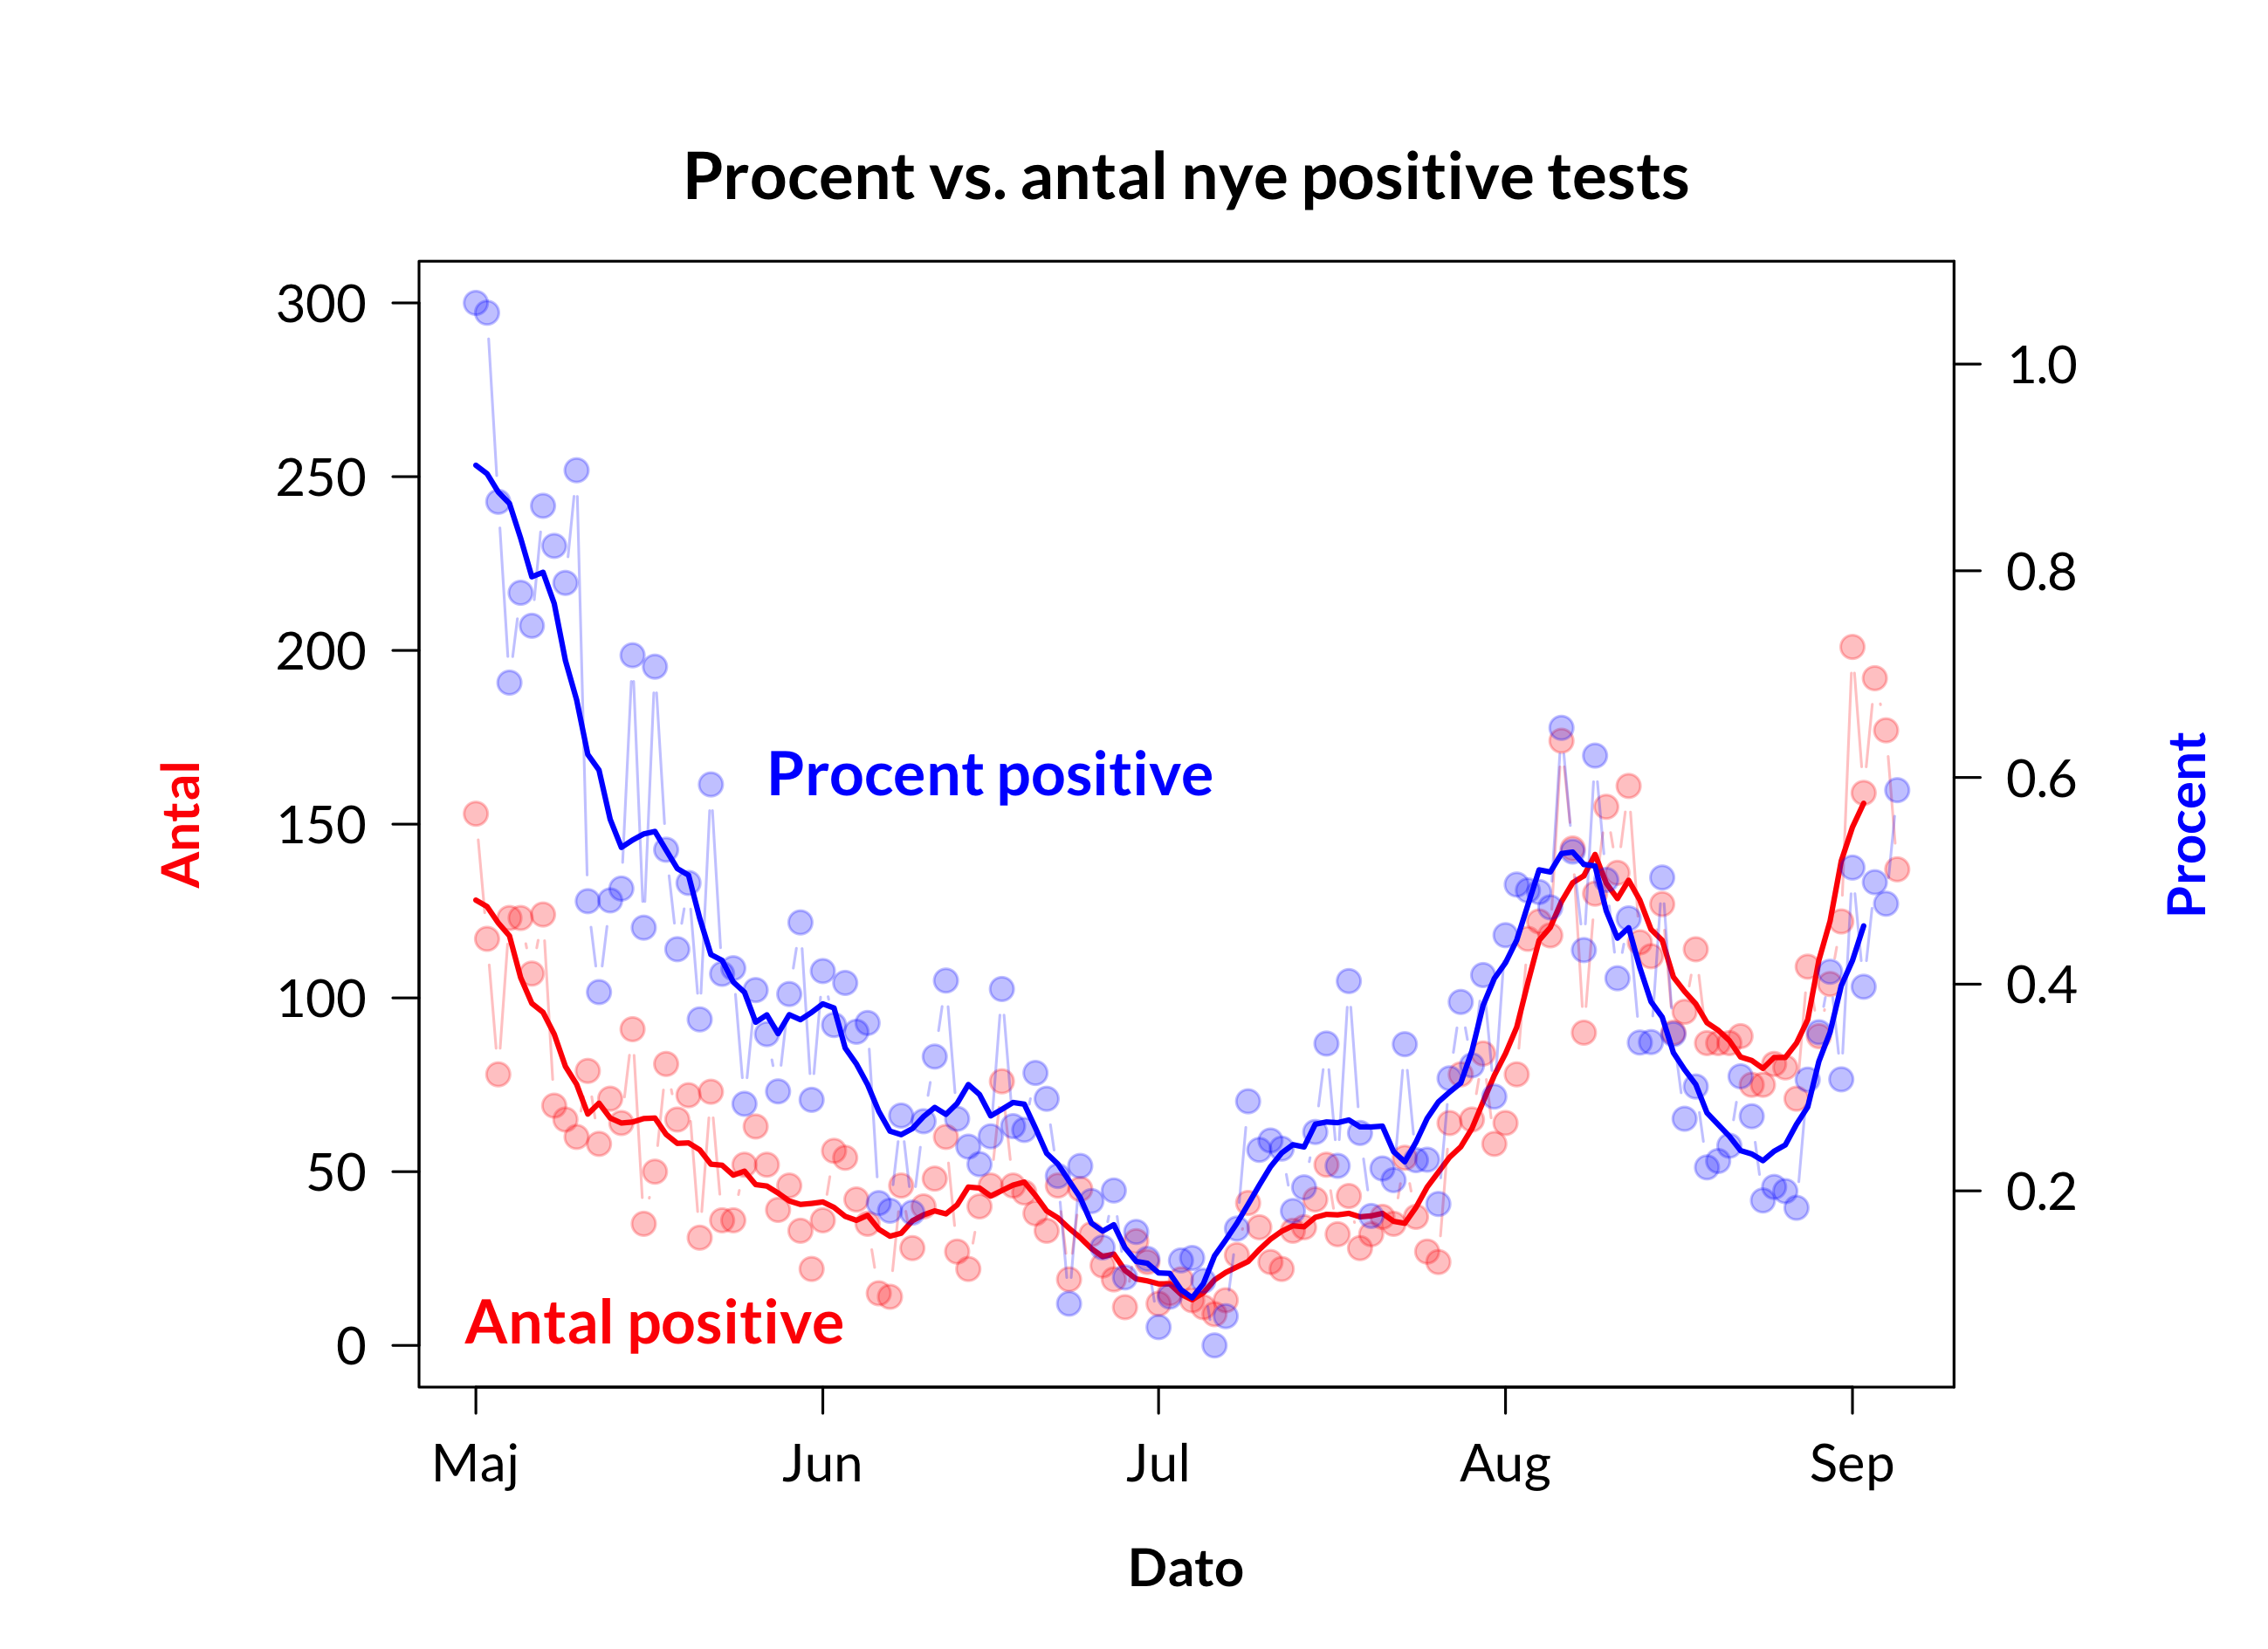 Procent vs. antal nye positive tests
300
250
200
150
100
50
0
Antal
1.0
0.8
0.6
0.4
0.2
Procent
Procent positive
Antal positive
Maj Jun Jul Aug Sep
Dato